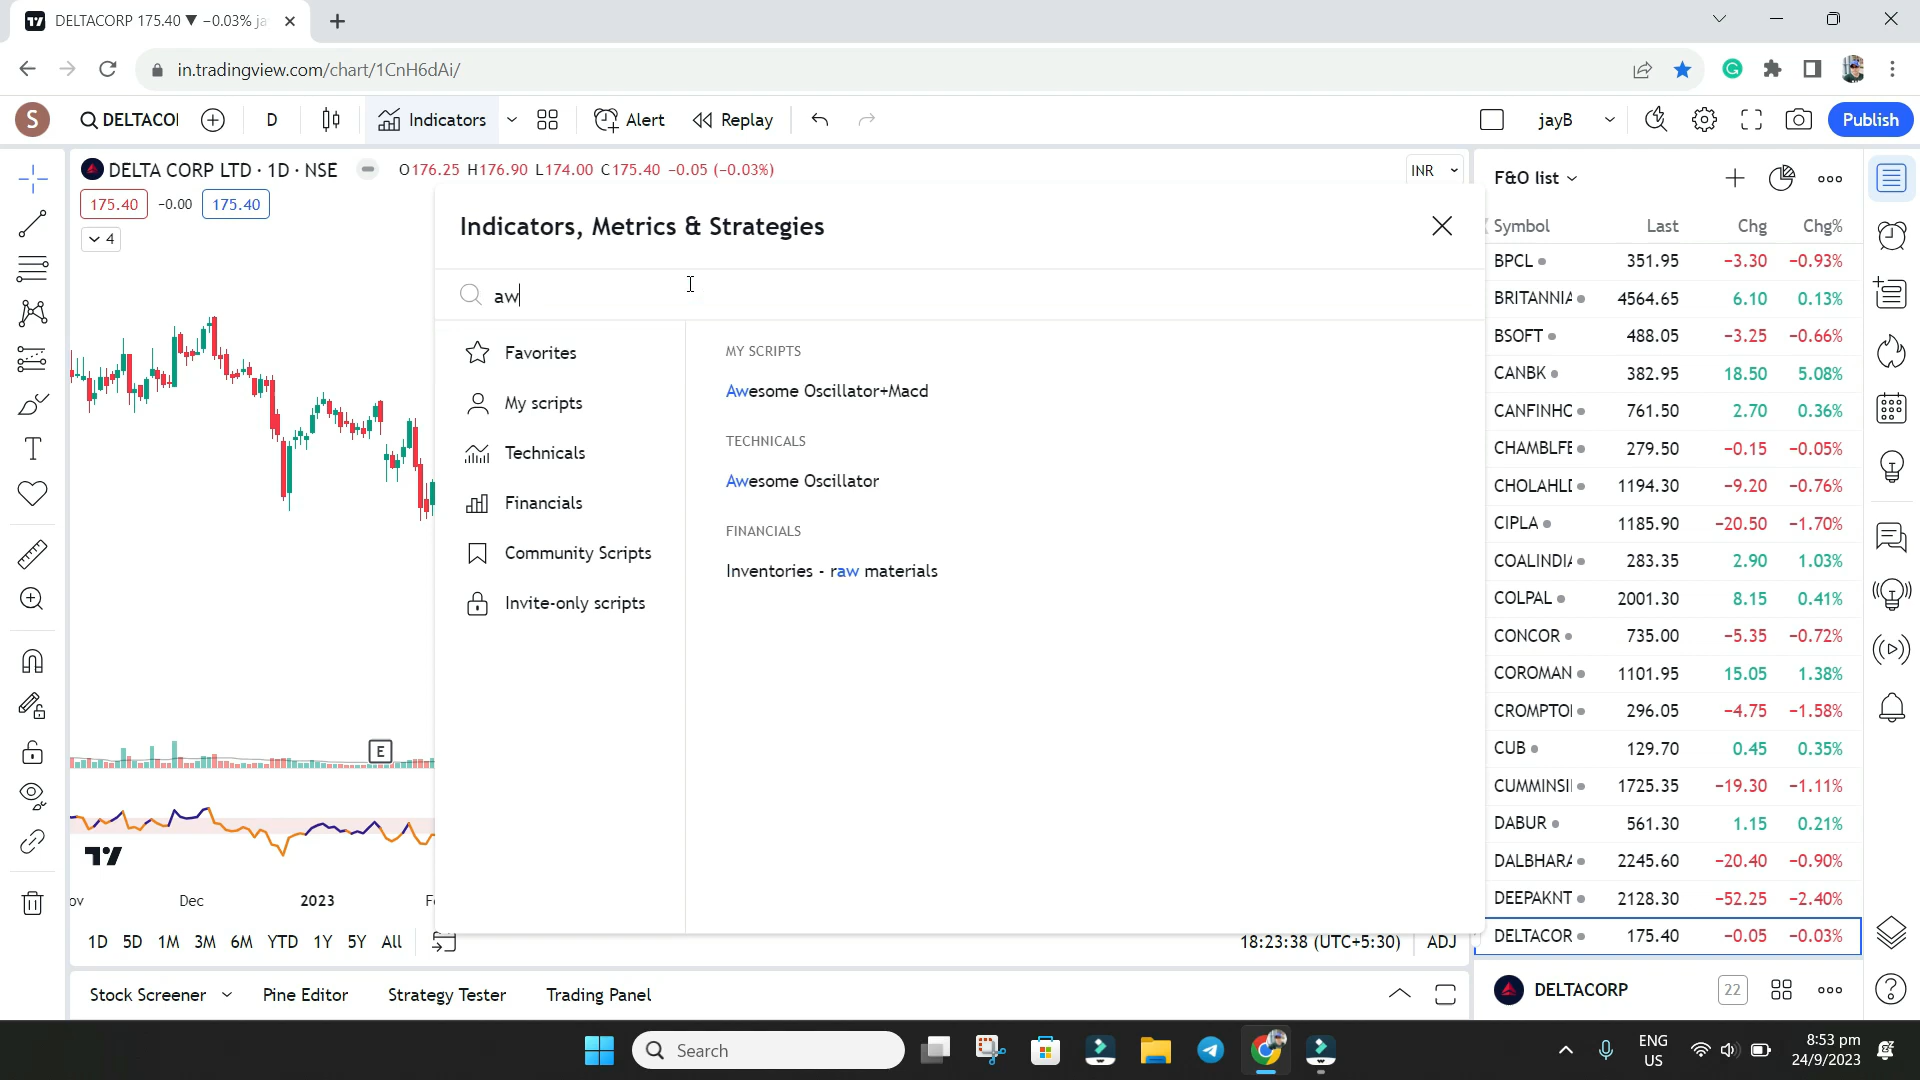 DELTACORP 175.40 ▼ −0.03% ja
in.tradingview.com/chart/1CnH6dAi/
S
DELTACOI
D
Indicators
Alert
Replay
jayB
Publish
DELTA CORP LTD · 1D · NSE
O176.25 H176.90 L174.00 C175.40 -0.05 (-0.03%)
INR
175.40
-0.00
175.40
4
Indicators, Metrics & Strategies
aw
Favorites
My scripts
Technicals
Financials
Community Scripts
Invite-only scripts
MY SCRIPTS
Awesome Oscillator+Macd
TECHNICALS
Awesome Oscillator
FINANCIALS
Inventories - raw materials
E
ov Dec 2023 Fe
1D 5D 1M 3M 6M YTD 1Y 5Y All
18:23:38 (UTC+5:30) ADJ
Stock Screener
Pine Editor
Strategy Tester
Trading Panel
F&O list
Symbol Last Chg Chg%
BPCL 351.95 −3.30 −0.93%
BRITANNIA 4564.65 6.10 0.13%
BSOFT 488.05 −3.25 −0.66%
CANBK 382.95 18.50 5.08%
CANFINHC 761.50 2.70 0.36%
CHAMBLFE 279.50 −0.15 −0.05%
CHOLAHLD 1194.30 −9.20 −0.76%
CIPLA 1185.90 −20.50 −1.70%
COALINDIA 283.35 2.90 1.03%
COLPAL 2001.30 8.15 0.41%
CONCOR 735.00 −5.35 −0.72%
COROMAN 1101.95 15.05 1.38%
CROMPTOI 296.05 −4.75 −1.58%
CUB 129.70 0.45 0.35%
CUMMINSII 1725.35 −19.30 −1.11%
DABUR 561.30 1.15 0.21%
DALBHARA 2245.60 −20.40 −0.90%
DEEPAKNT 2128.30 −52.25 −2.40%
DELTACOR 175.40 −0.05 −0.03%
DELTACORP
22
Search
ENG
US
8:53 pm
24/9/2023